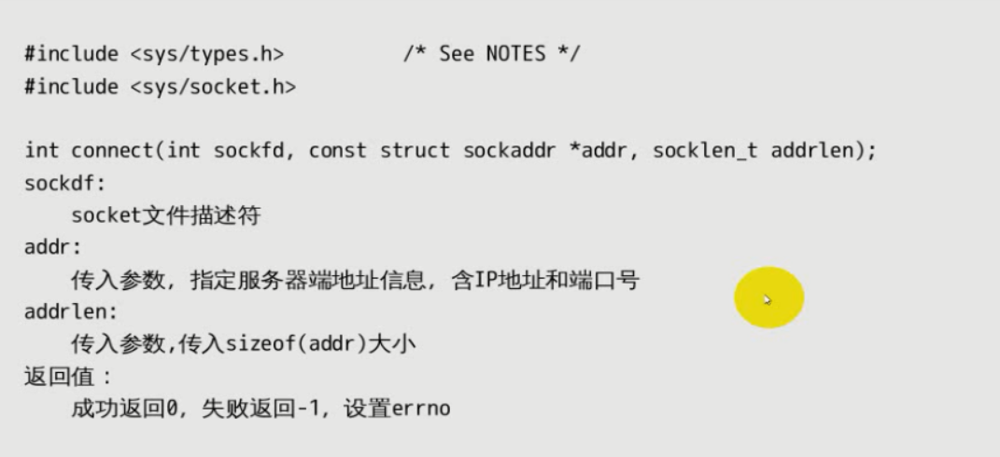 #include <sys/types.h>          /* See NOTES */
#include <sys/socket.h>
int connect(int sockfd, const struct sockaddr *addr, socklen_t addrlen);
sockdf:
    socket文件描述符
addr:
    传入参数, 指定服务器端地址信息, 含IP地址和端口号
addrlen:
    传入参数,传入sizeof(addr)大小
返回值：
    成功返回0, 失败返回-1, 设置errno